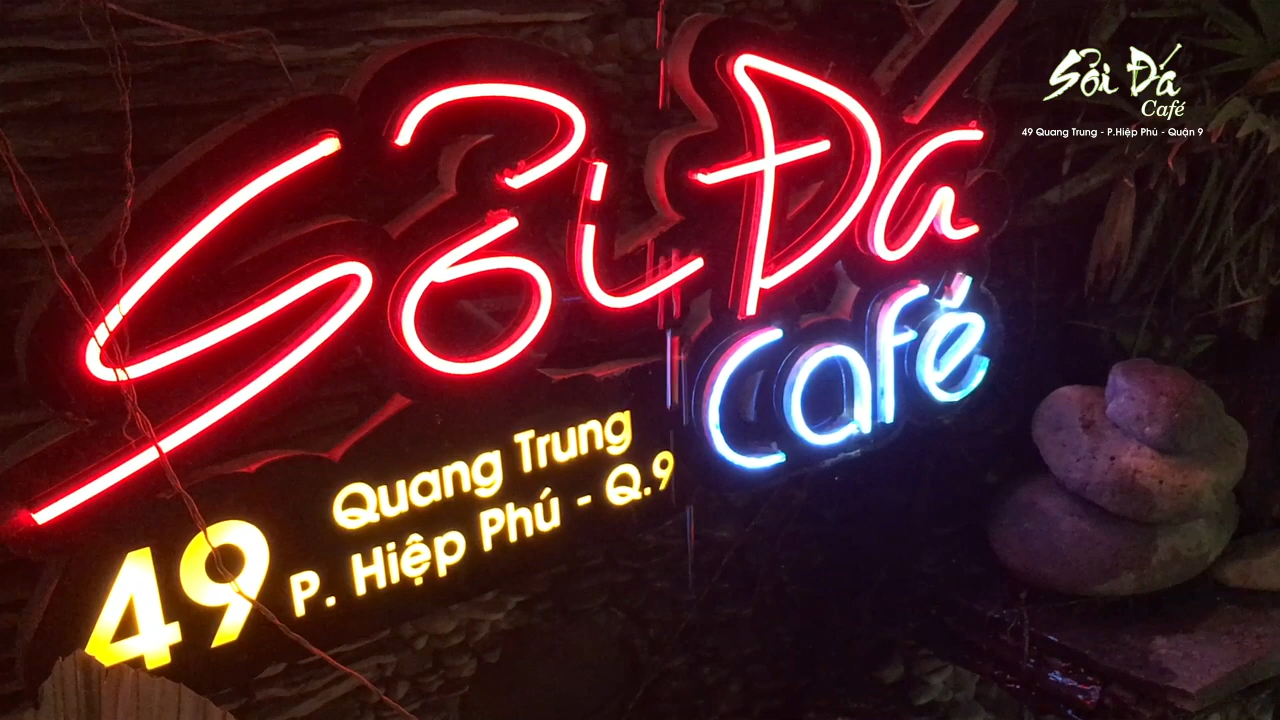 Sỏi Đá
Café
49 Quang Trung
P. Hiệp Phú - Q.9
Sỏi Đá
Café
49 Quang Trung - P.Hiệp Phú - Quận 9